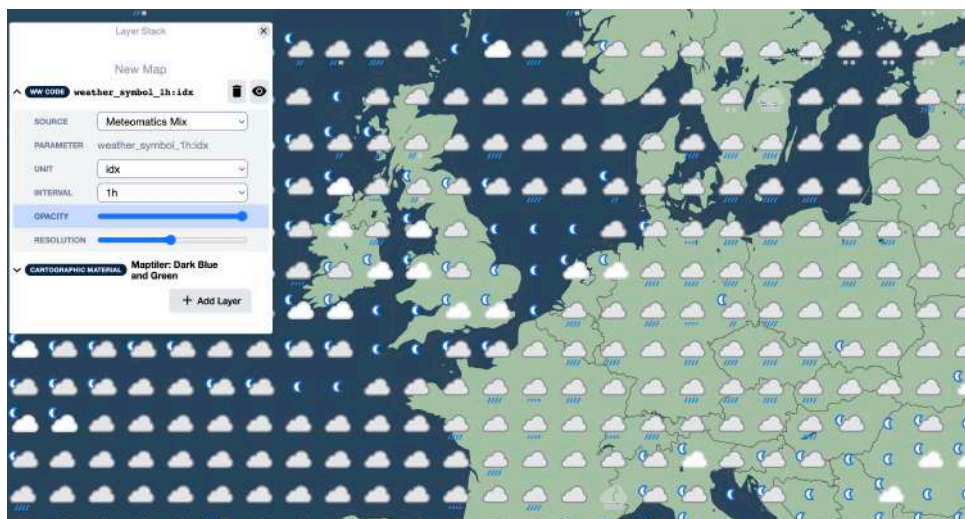 Layer Stack
New Map
WW CODE weather_symbol_1h:idx
SOURCE Meteomatics Mix
PARAMETER weather_symbol_1h:idx
UNIT idx
INTERVAL 1h
OPACITY
RESOLUTION
CARTOGRAPHIC MATERIAL Maptiler: Dark Blue
and Green
+ Add Layer